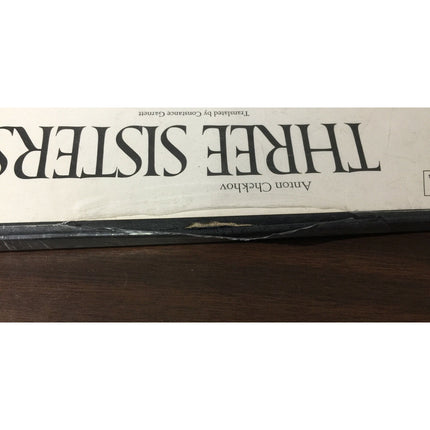 Anton Chekhov
THREE SISTERS
Translated by Constance Garnett